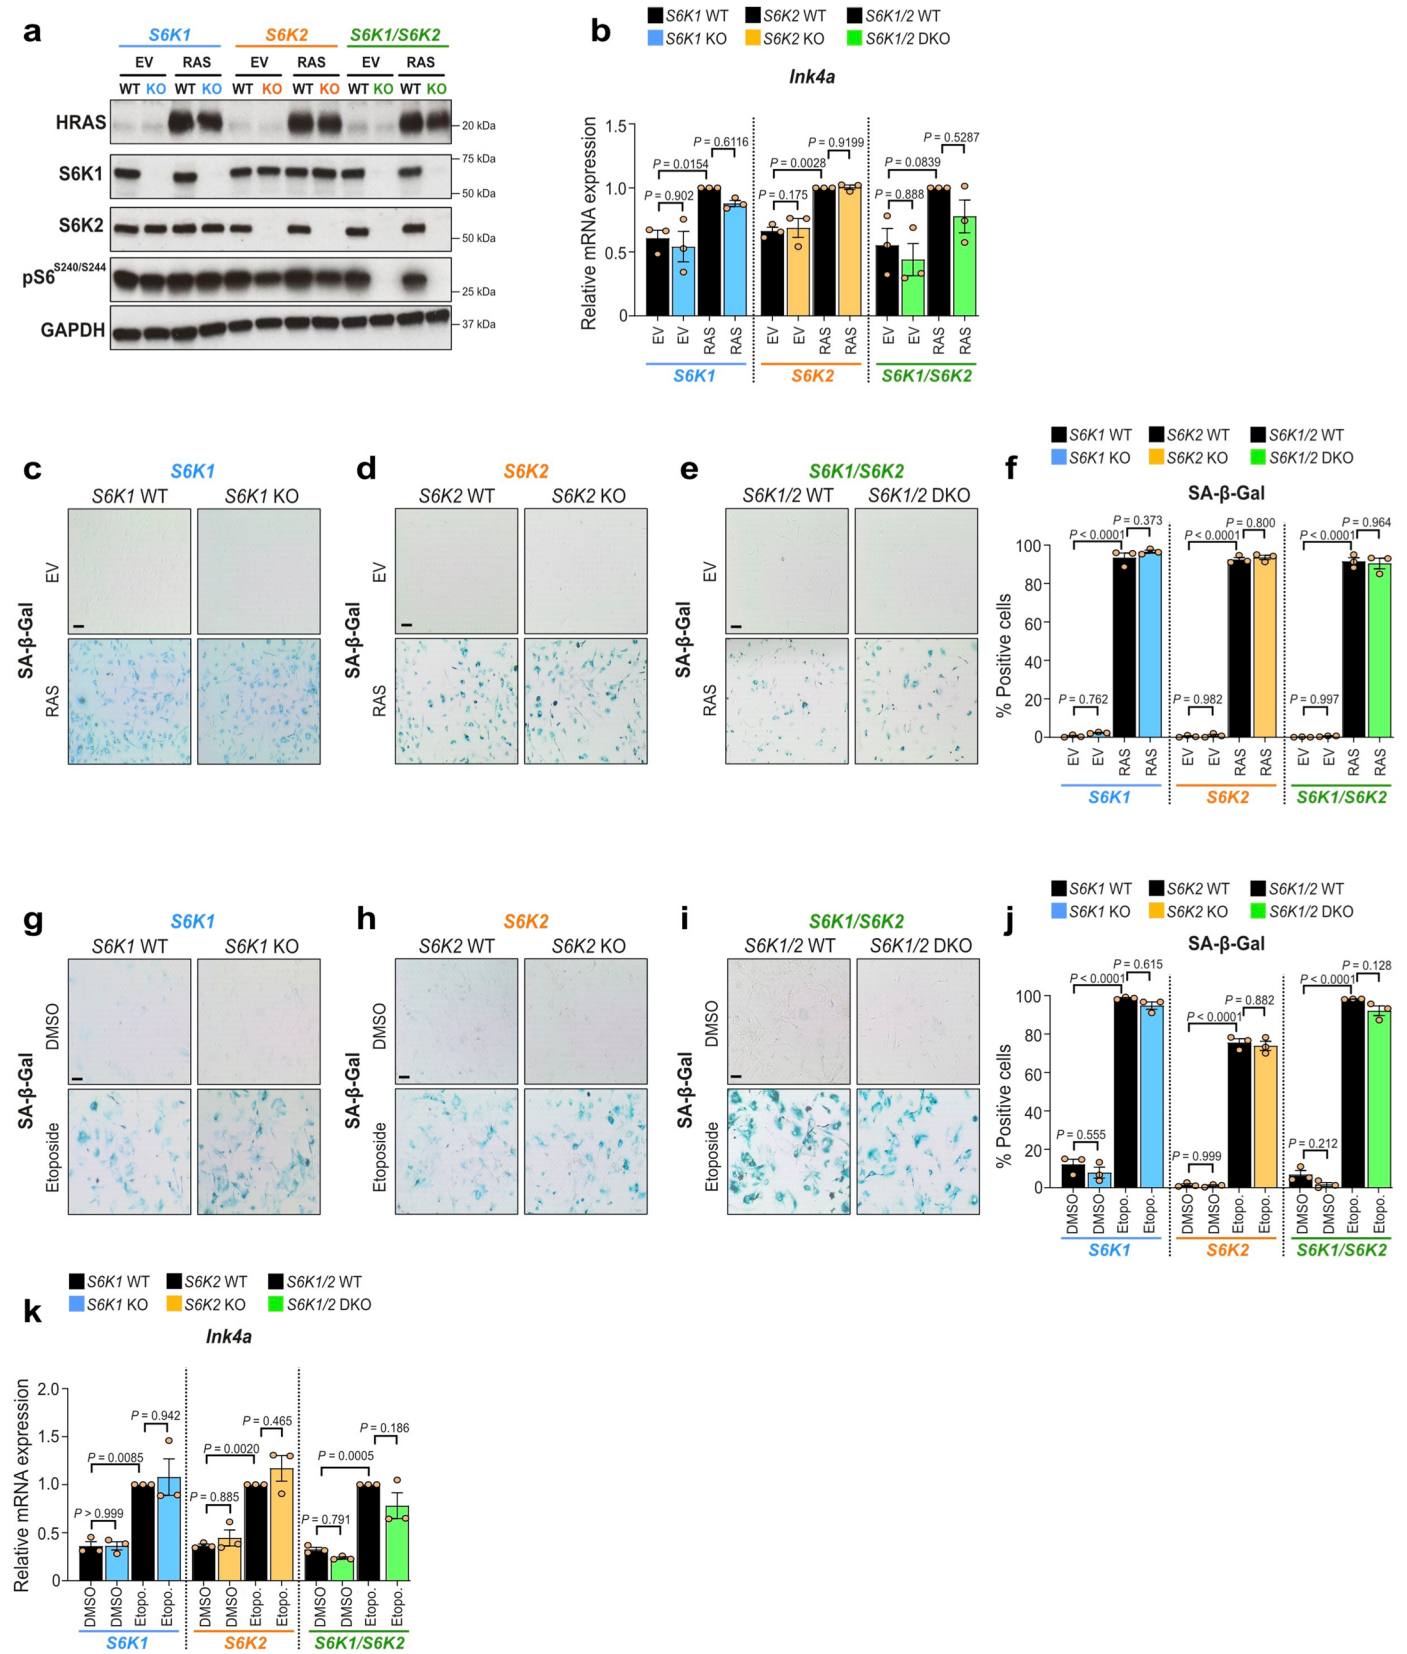 a
S6K1 S6K2 S6K1/S6K2
EV RAS EV RAS EV RAS
WT KO WT KO WT KO WT KO WT KO WT KO
HRAS
20 kDa
S6K1
75 kDa
50 kDa
S6K2
50 kDa
pS6 S240/S244
25 kDa
GAPDH
37 kDa
b
S6K1 WT S6K2 WT S6K1/2 WT
S6K1 KO S6K2 KO S6K1/2 DKO
Ink4a
Relative mRNA expression
1.5
1.0
0.5
0
P = 0.902
P = 0.0154
P = 0.6116
P = 0.175
P = 0.0028
P = 0.9199
P = 0.888
P = 0.0839
P = 0.5287
EV EV RAS RAS EV EV RAS RAS EV EV RAS RAS
S6K1 S6K2 S6K1/S6K2
c
S6K1
S6K1 WT S6K1 KO
SA-β-Gal
EV
RAS
d
S6K2
S6K2 WT S6K2 KO
SA-β-Gal
EV
RAS
e
S6K1/S6K2
S6K1/2 WT S6K1/2 DKO
SA-β-Gal
EV
RAS
f
S6K1 WT S6K2 WT S6K1/2 WT
S6K1 KO S6K2 KO S6K1/2 DKO
SA-β-Gal
% Positive cells
100
80
60
40
20
0
P = 0.762
P < 0.0001
P = 0.373
P = 0.982
P < 0.0001
P = 0.800
P = 0.997
P < 0.0001
P = 0.964
EV EV RAS RAS EV EV RAS RAS EV EV RAS RAS
S6K1 S6K2 S6K1/S6K2
g
S6K1
S6K1 WT S6K1 KO
SA-β-Gal
DMSO
Etoposide
h
S6K2
S6K2 WT S6K2 KO
SA-β-Gal
DMSO
Etoposide
i
S6K1/S6K2
S6K1/2 WT S6K1/2 DKO
SA-β-Gal
DMSO
Etoposide
j
S6K1 WT S6K2 WT S6K1/2 WT
S6K1 KO S6K2 KO S6K1/2 DKO
SA-β-Gal
% Positive cells
100
80
60
40
20
0
P = 0.555
P < 0.0001
P = 0.615
P = 0.999
P < 0.0001
P = 0.882
P = 0.212
P < 0.0001
P = 0.128
DMSO DMSO Etopo. Etopo. DMSO DMSO Etopo. Etopo. DMSO DMSO Etopo. Etopo.
S6K1 S6K2 S6K1/S6K2
k
S6K1 WT S6K2 WT S6K1/2 WT
S6K1 KO S6K2 KO S6K1/2 DKO
Ink4a
Relative mRNA expression
2.0
1.5
1.0
0.5
0
P > 0.999
P = 0.0085
P = 0.942
P = 0.885
P = 0.0020
P = 0.465
P = 0.791
P = 0.0005
P = 0.186
DMSO DMSO Etopo. Etopo. DMSO DMSO Etopo. Etopo. DMSO DMSO Etopo. Etopo.
S6K1 S6K2 S6K1/S6K2